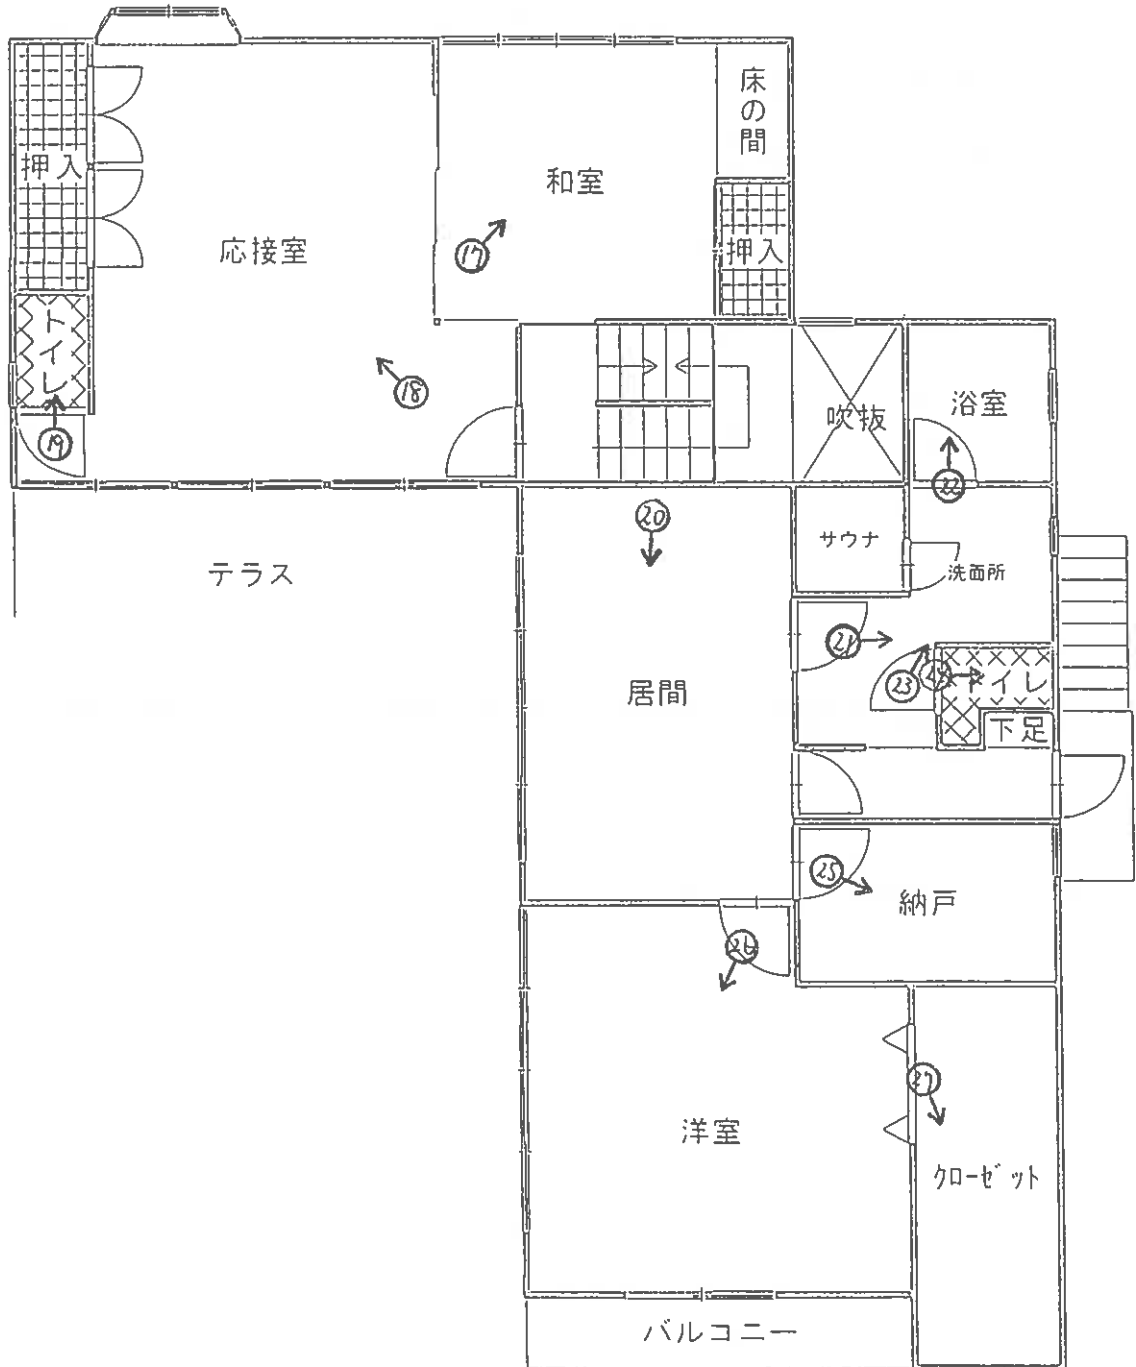 床の間
押入
和室
押入
応接室
⑰
トイレ
⑱
⑲
吹抜
浴室
㉒
⑳
サウナ
洗面所
テラス
㉑
㉓
トイレ
居間
下足
㉕
納戸
㉖
㉗
洋室
クローゼット
バルコニー